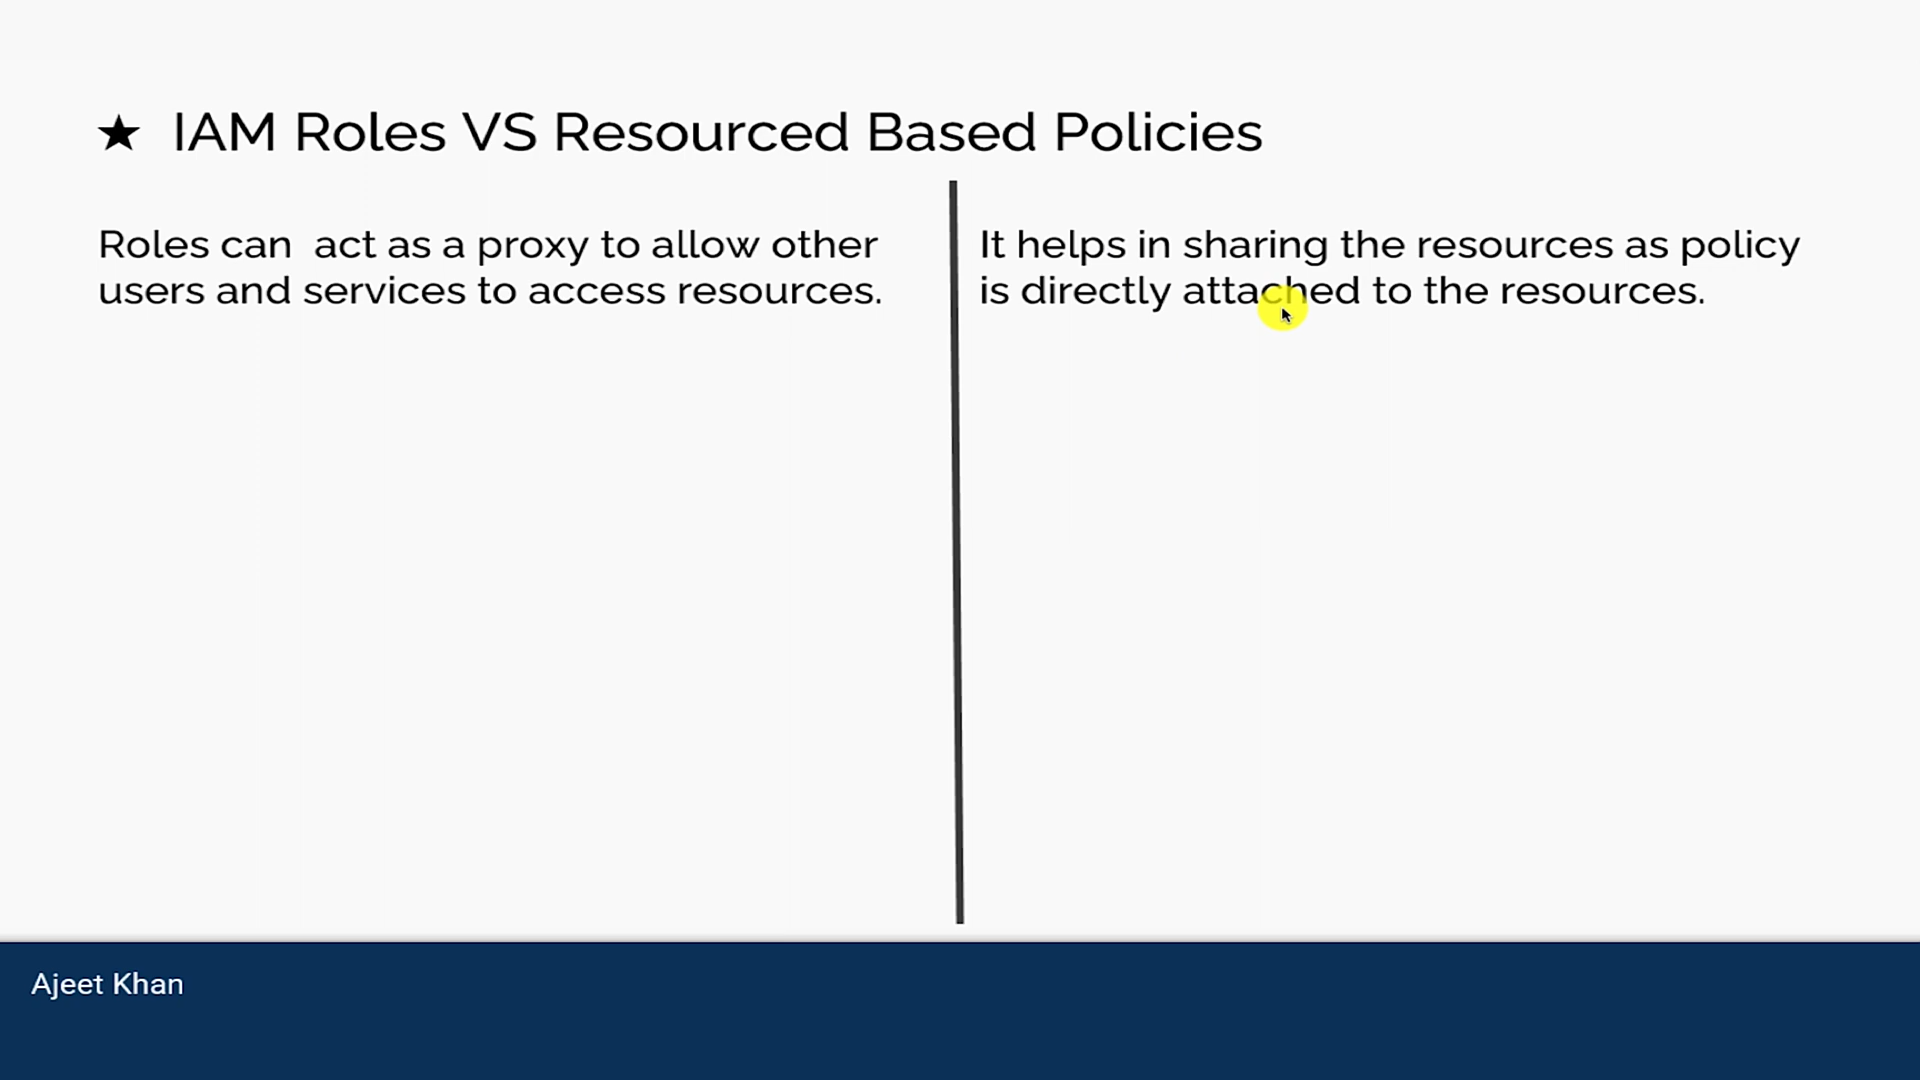 ★ IAM Roles VS Resourced Based Policies
Roles can act as a proxy to allow other
users and services to access resources.
It helps in sharing the resources as policy
is directly attached to the resources.
Ajeet Khan